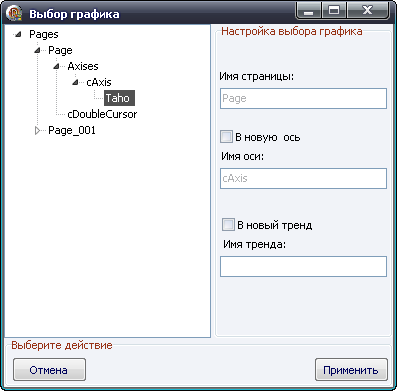 Выбор графика
Pages
Page
Axises
cAxis
Taho
cDoubleCursor
Page_001
Настройка выбора графика
Имя страницы:
Page
В новую ось
Имя оси:
cAxis
В новый тренд
Имя тренда:
Выберите действие
Отмена
Применить